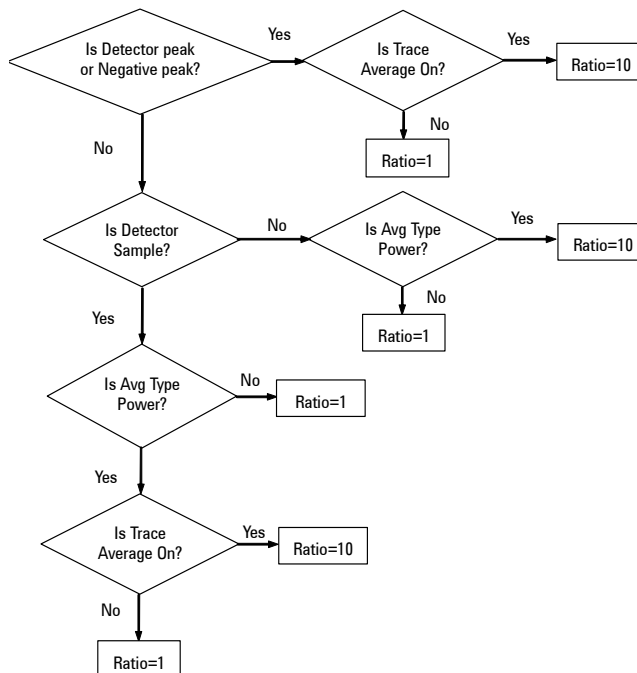 Is Detector peak
or Negative peak?
Yes
Is Trace
Average On?
Yes
Ratio=10
No
No
Ratio=1
Is Detector
Sample?
No
Is Avg Type
Power?
Yes
Ratio=10
Yes
No
Ratio=1
Is Avg Type
Power?
No
Ratio=1
Yes
Is Trace
Average On?
Yes
Ratio=10
No
Ratio=1